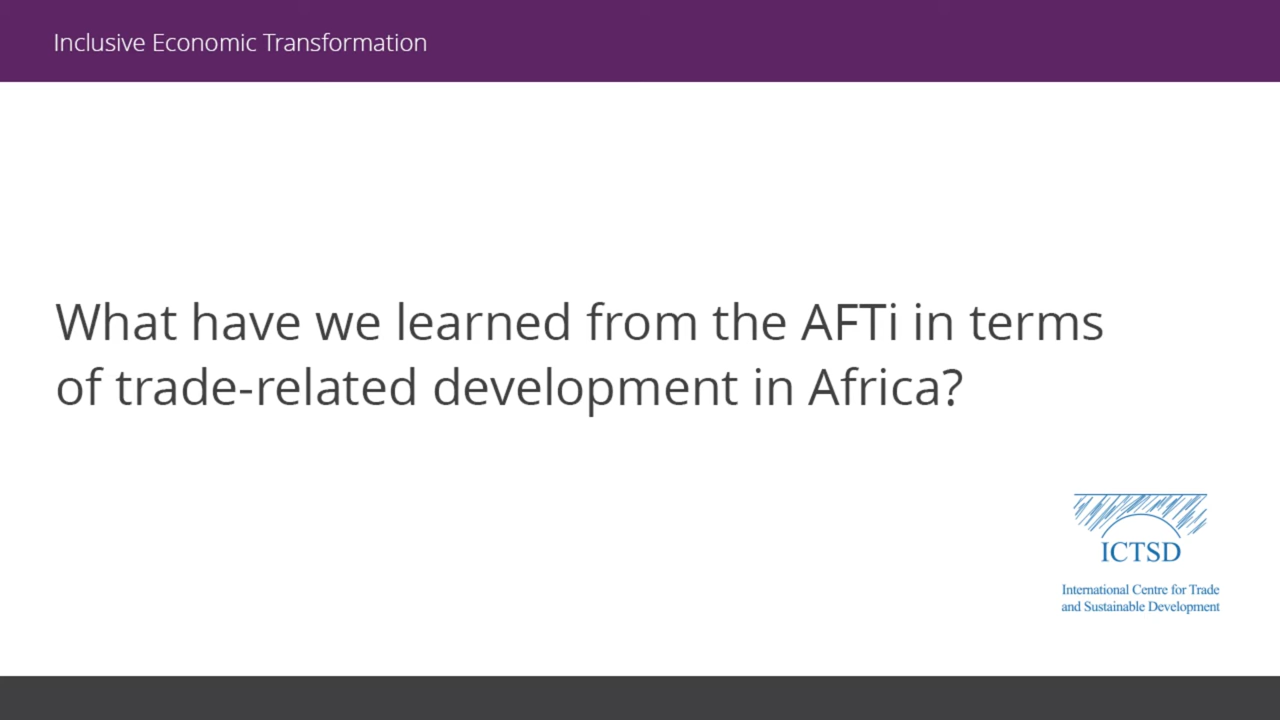 Inclusive Economic Transformation
What have we learned from the AFTi in terms
of trade-related development in Africa?
ICTSD
International Centre for Trade
and Sustainable Development